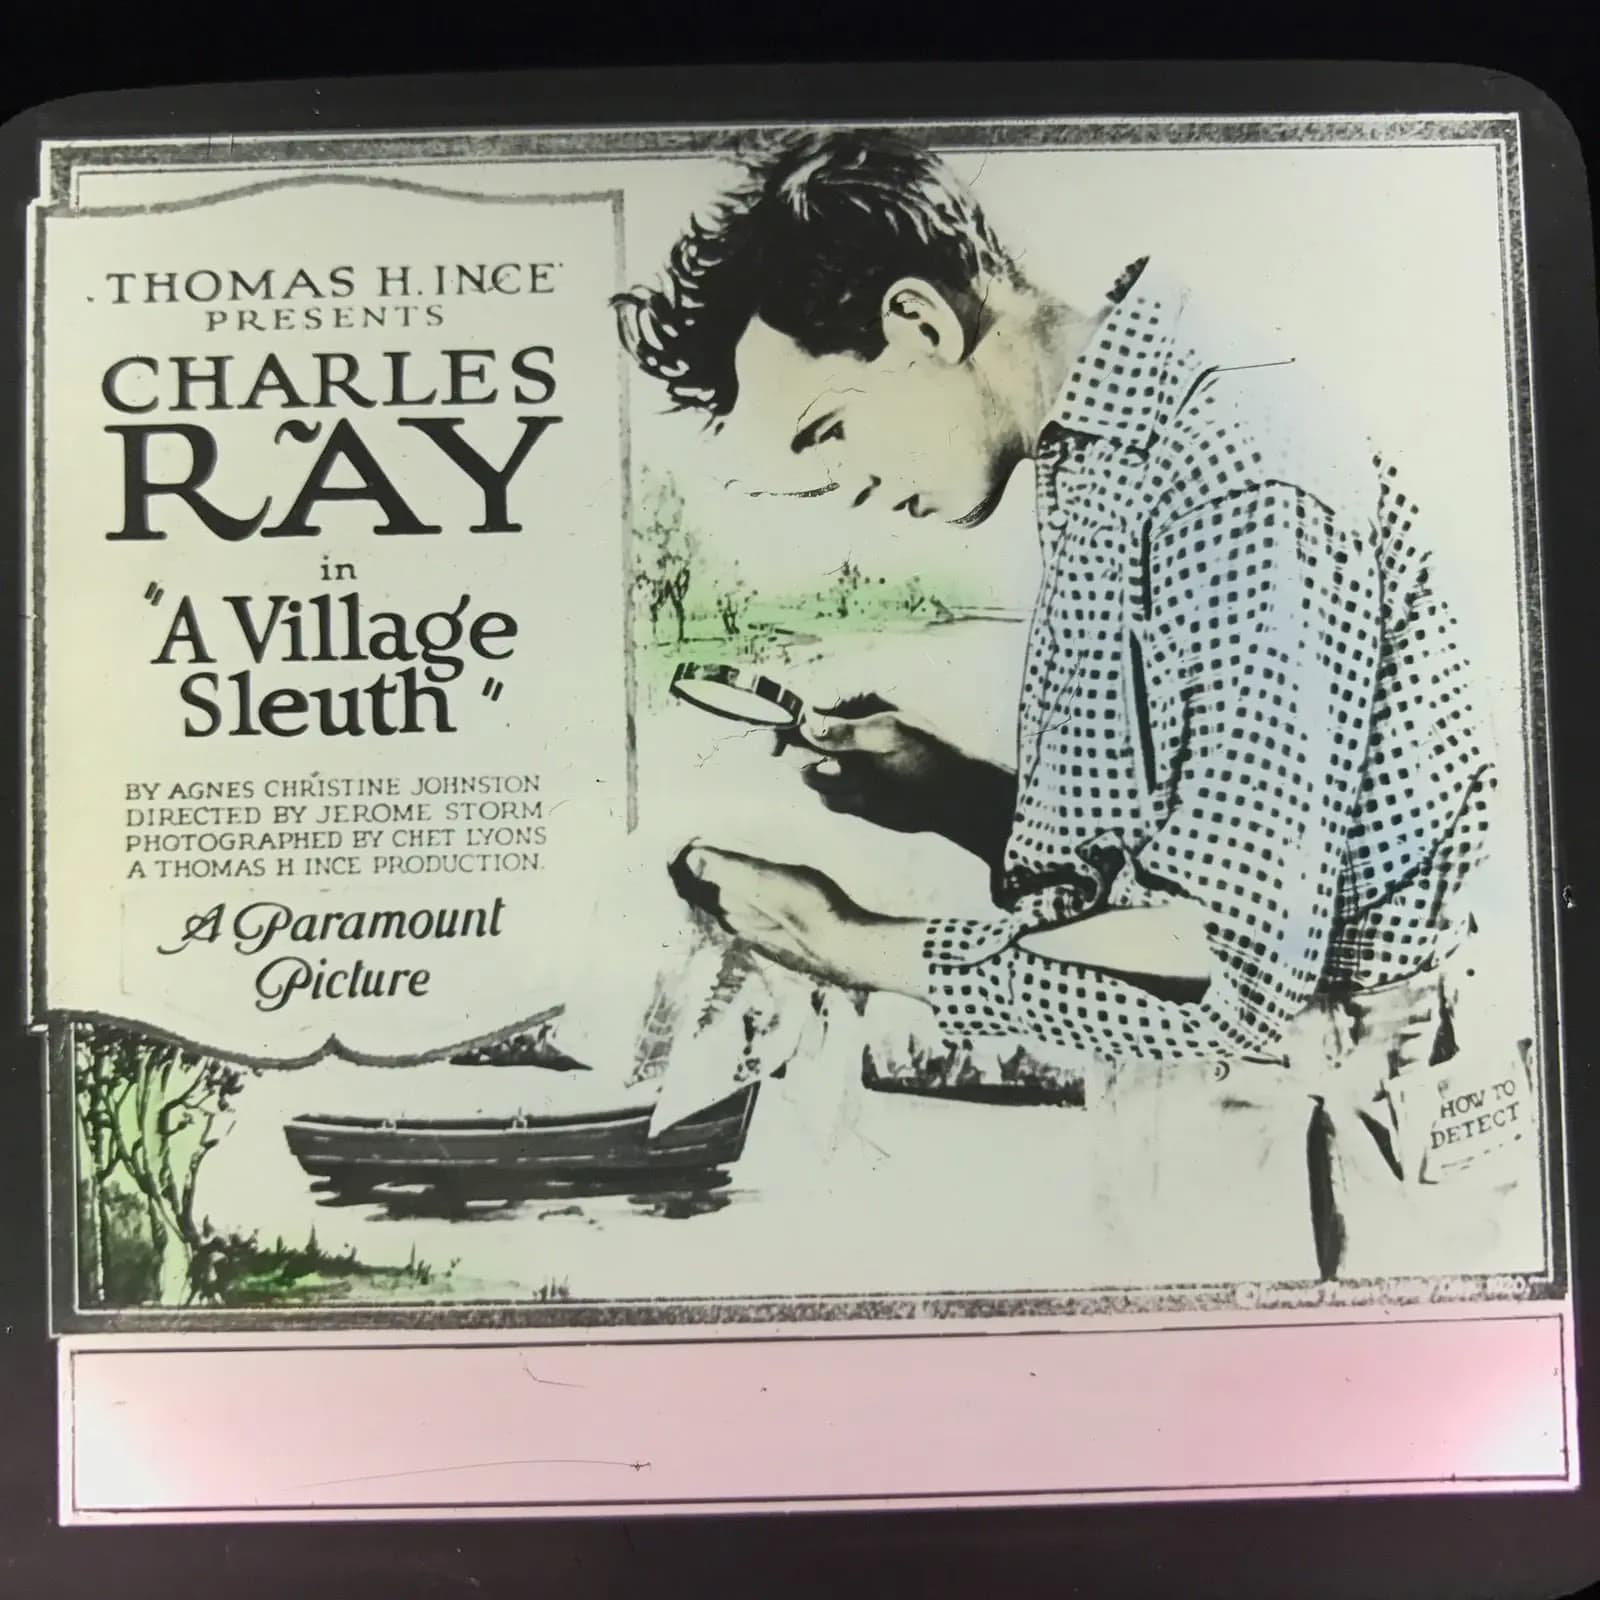 THOMAS H. INCE
PRESENTS
CHARLES
RAY
in
"A Village
Sleuth"
BY AGNES CHRISTINE JOHNSTON
DIRECTED BY JEROME STORM
PHOTOGRAPHED BY CHET LYONS
A THOMAS H INCE PRODUCTION.
A Paramount
Picture
HOW TO
DETECT
1920